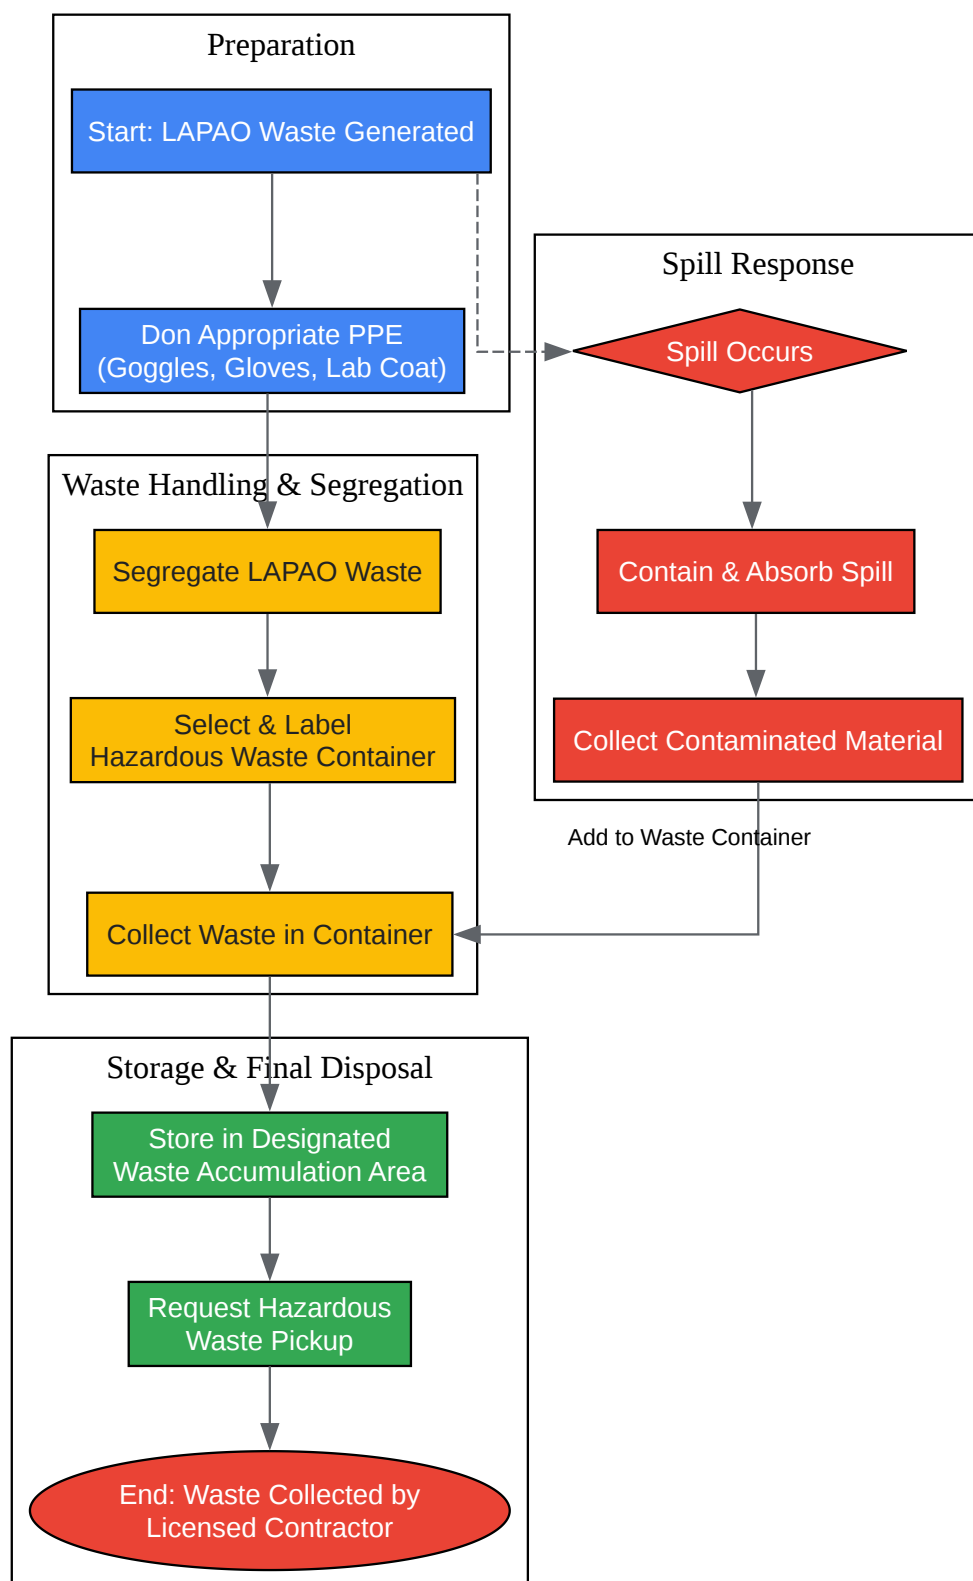 Preparation
Start: LAPAO Waste Generated
Don Appropriate PPE
(Goggles, Gloves, Lab Coat)
Spill Response
Spill Occurs
Contain & Absorb Spill
Collect Contaminated Material
Add to Waste Container
Waste Handling & Segregation
Segregate LAPAO Waste
Select & Label
Hazardous Waste Container
Collect Waste in Container
Storage & Final Disposal
Store in Designated
Waste Accumulation Area
Request Hazardous
Waste Pickup
End: Waste Collected by
Licensed Contractor